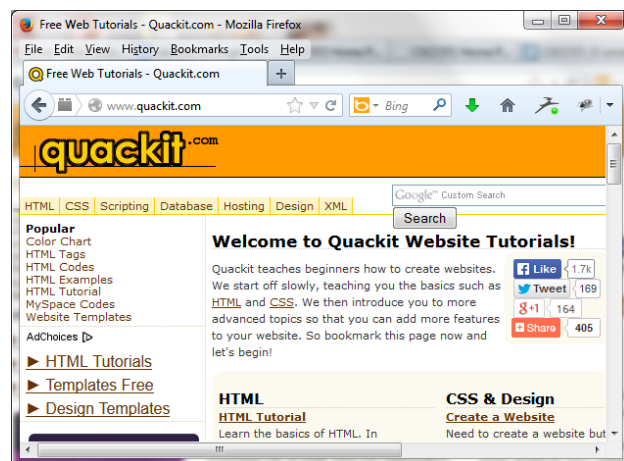 Free Web Tutorials - Quackit.com - Mozilla Firefox
File Edit View History Bookmarks Tools Help
Free Web Tutorials - Quackit.com +
www.quackit.com Bing
quackit.com
Google™ Custom Search
HTML CSS Scripting Database Hosting Design XML
Search
Popular
Color Chart
HTML Tags
HTML Codes
HTML Examples
HTML Tutorial
MySpace Codes
Website Templates
AdChoices
► HTML Tutorials
► Templates Free
► Design Templates
Welcome to Quackit Website Tutorials!
Quackit teaches beginners how to create websites.
We start off slowly, teaching you the basics such as
HTML and CSS. We then introduce you to more
advanced topics so that you can add more features
to your website. So bookmark this page now and
let's begin!
Like 1.7k
Tweet 169
g+1 164
Share 405
HTML
HTML Tutorial
Learn the basics of HTML. In
CSS & Design
Create a Website
Need to create a website but